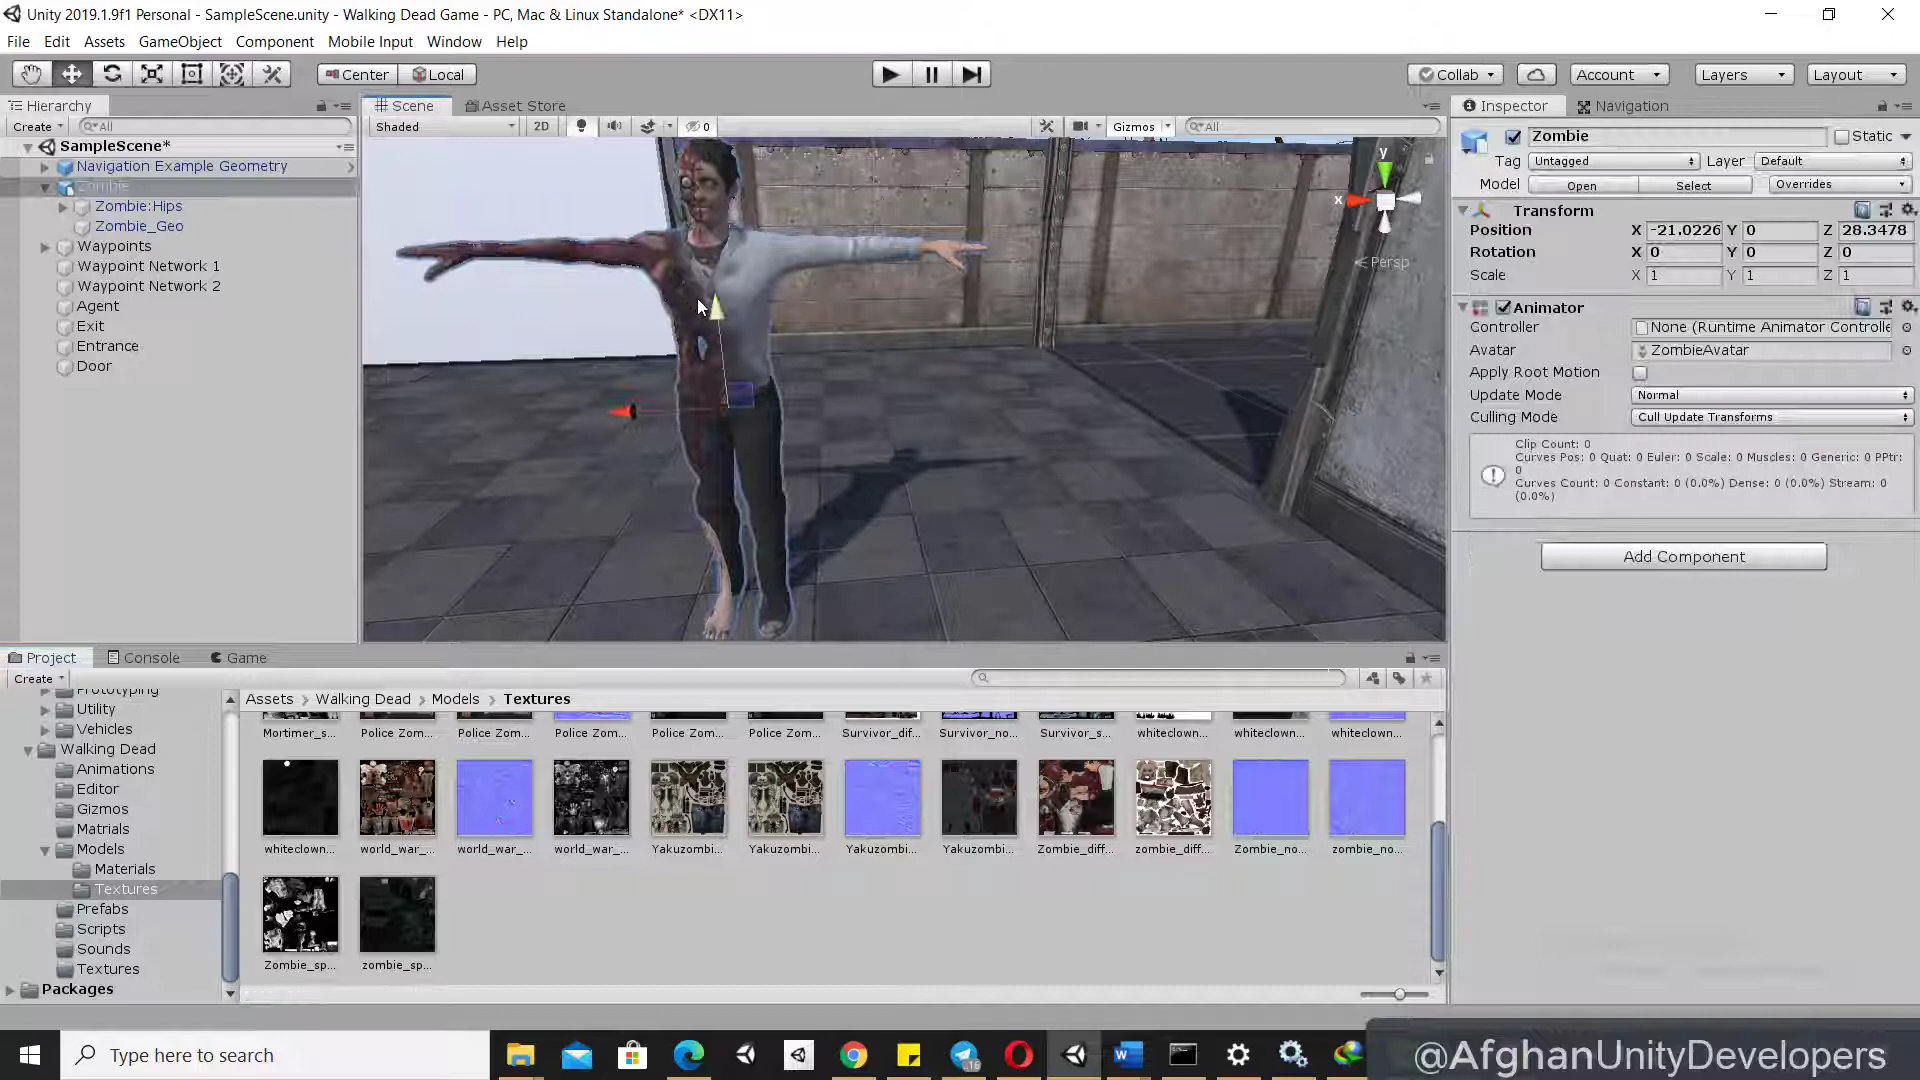 Unity 2019.1.9f1 Personal - SampleScene.unity - Walking Dead Game - PC, Mac & Linux Standalone* <DX11>
File Edit Assets GameObject Component Mobile Input Window Help
Center Local Collab Account Layers Layout
Hierarchy Scene Asset Store Inspector Navigation
Create All Shaded 2D 0 Gizmos All
SampleScene*
Navigation Example Geometry
Zombie
Zombie:Hips
Zombie_Geo
Waypoints
Waypoint Network 1
Waypoint Network 2
Agent
Exit
Entrance
Door
y
x
Persp
Zombie Static
Tag Untagged Layer Default
Model Open Select Overrides
Transform
Position X -21.0226 Y 0 Z 28.3478
Rotation X 0 Y 0 Z 0
Scale X 1 Y 1 Z 1
Animator
Controller None (Runtime Animator Controlle
Avatar ZombieAvatar
Apply Root Motion
Update Mode Normal
Culling Mode Cull Update Transforms
Clip Count: 0
Curves Pos: 0 Quat: 0 Euler: 0 Scale: 0 Muscles: 0 Generic: 0 PPtr:
0
Curves Count: 0 Constant: 0 (0.0%) Dense: 0 (0.0%) Stream: 0
(0.0%)
Add Component
Project Console Game
Create
Prototyping
Utility
Vehicles
Walking Dead
Animations
Editor
Gizmos
Matrials
Models
Materials
Textures
Prefabs
Scripts
Sounds
Textures
Packages
Assets > Walking Dead > Models > Textures
Mortimer_s... Police Zom... Police Zom... Police Zom... Police Zom... Police Zom... Survivor_dif... Survivor_no... Survivor_s... whiteclown... whiteclown... whiteclown...
whiteclown... world_war_... world_war_... world_war_... Yakuzombi... Yakuzombi... Yakuzombi... Yakuzombi... Zombie_diff... zombie_diff... Zombie_no... zombie_no...
Zombie_sp... zombie_sp...
Type here to search
16
@AfghanUnityDevelopers